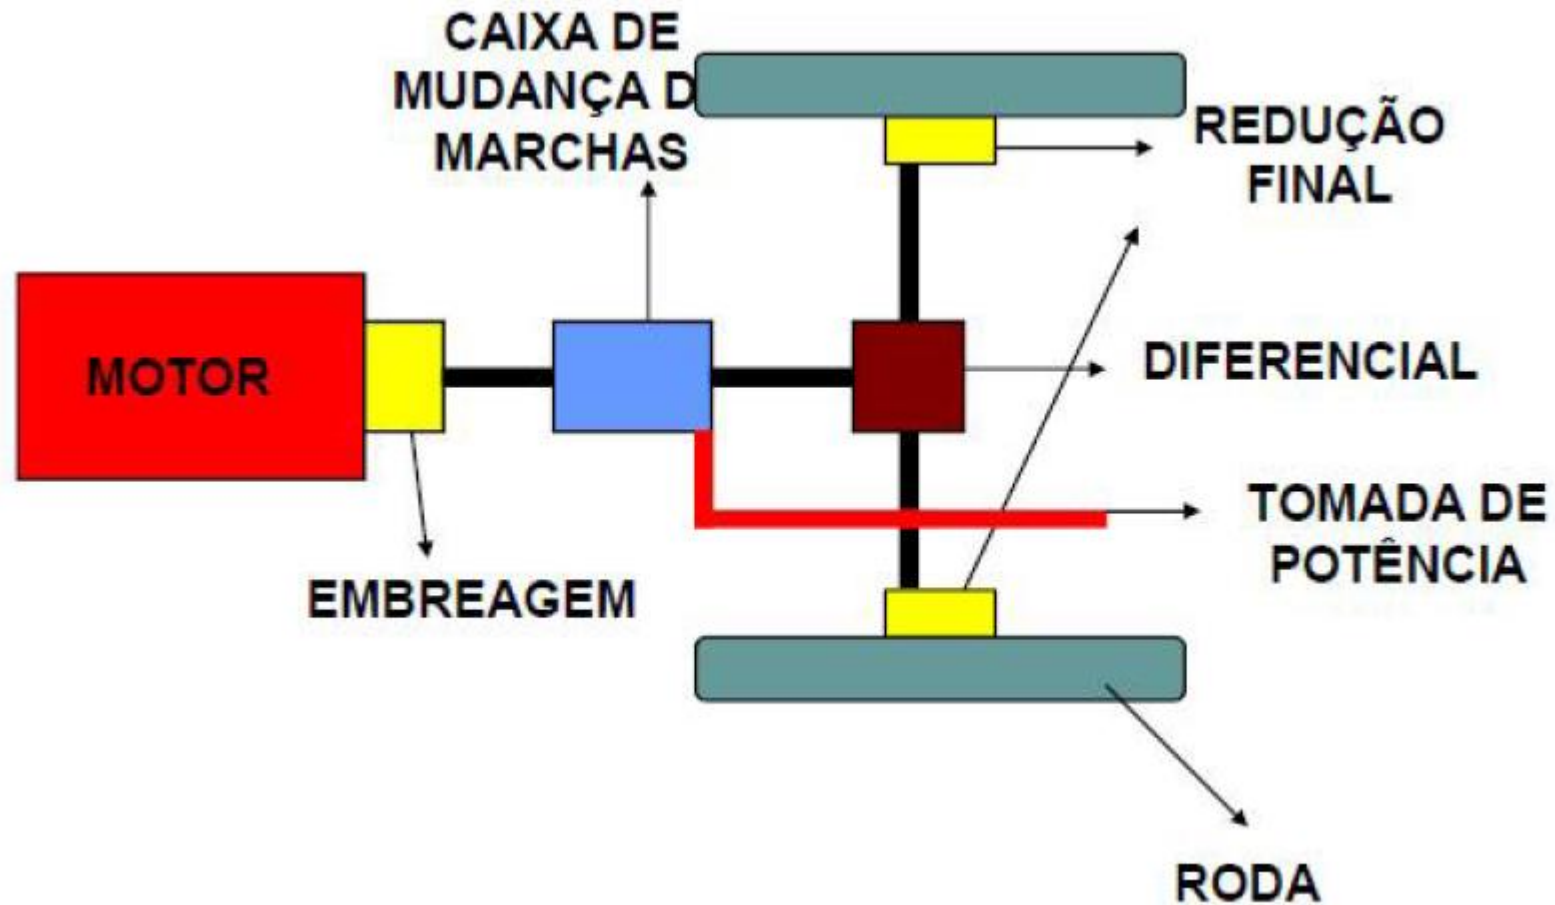 CAIXA DE
MUDANÇA D
MARCHAS
REDUÇÃO
FINAL
MOTOR
DIFERENCIAL
TOMADA DE
POTÊNCIA
EMBREAGEM
RODA